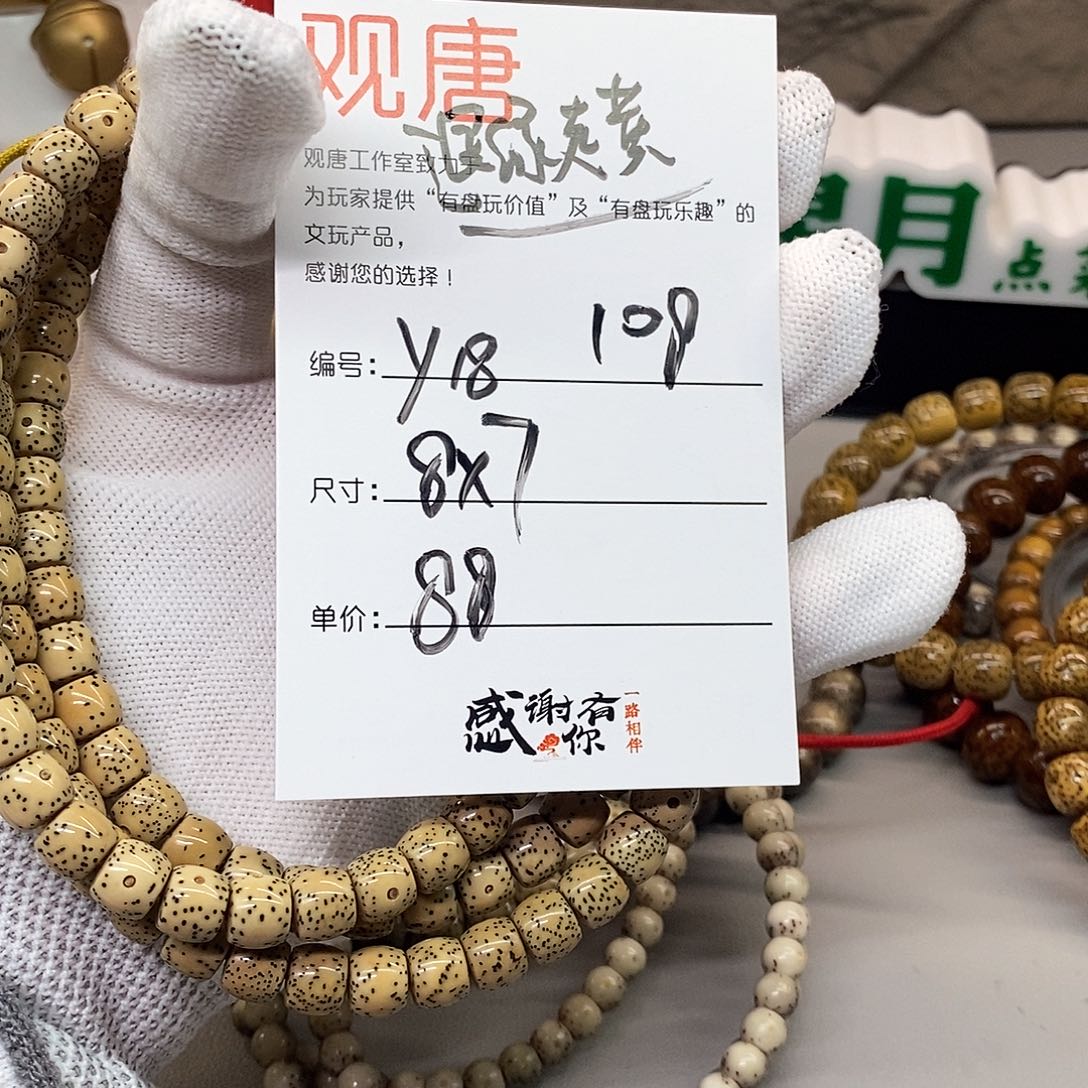 观唐
观唐工作室致力于
为玩家提供“有盘玩价值”及“有盘玩乐趣”的
文玩产品，
感谢您的选择！
编号：Y18 108
尺寸：8x7
单价：88
感谢有你
一路相伴
月
点